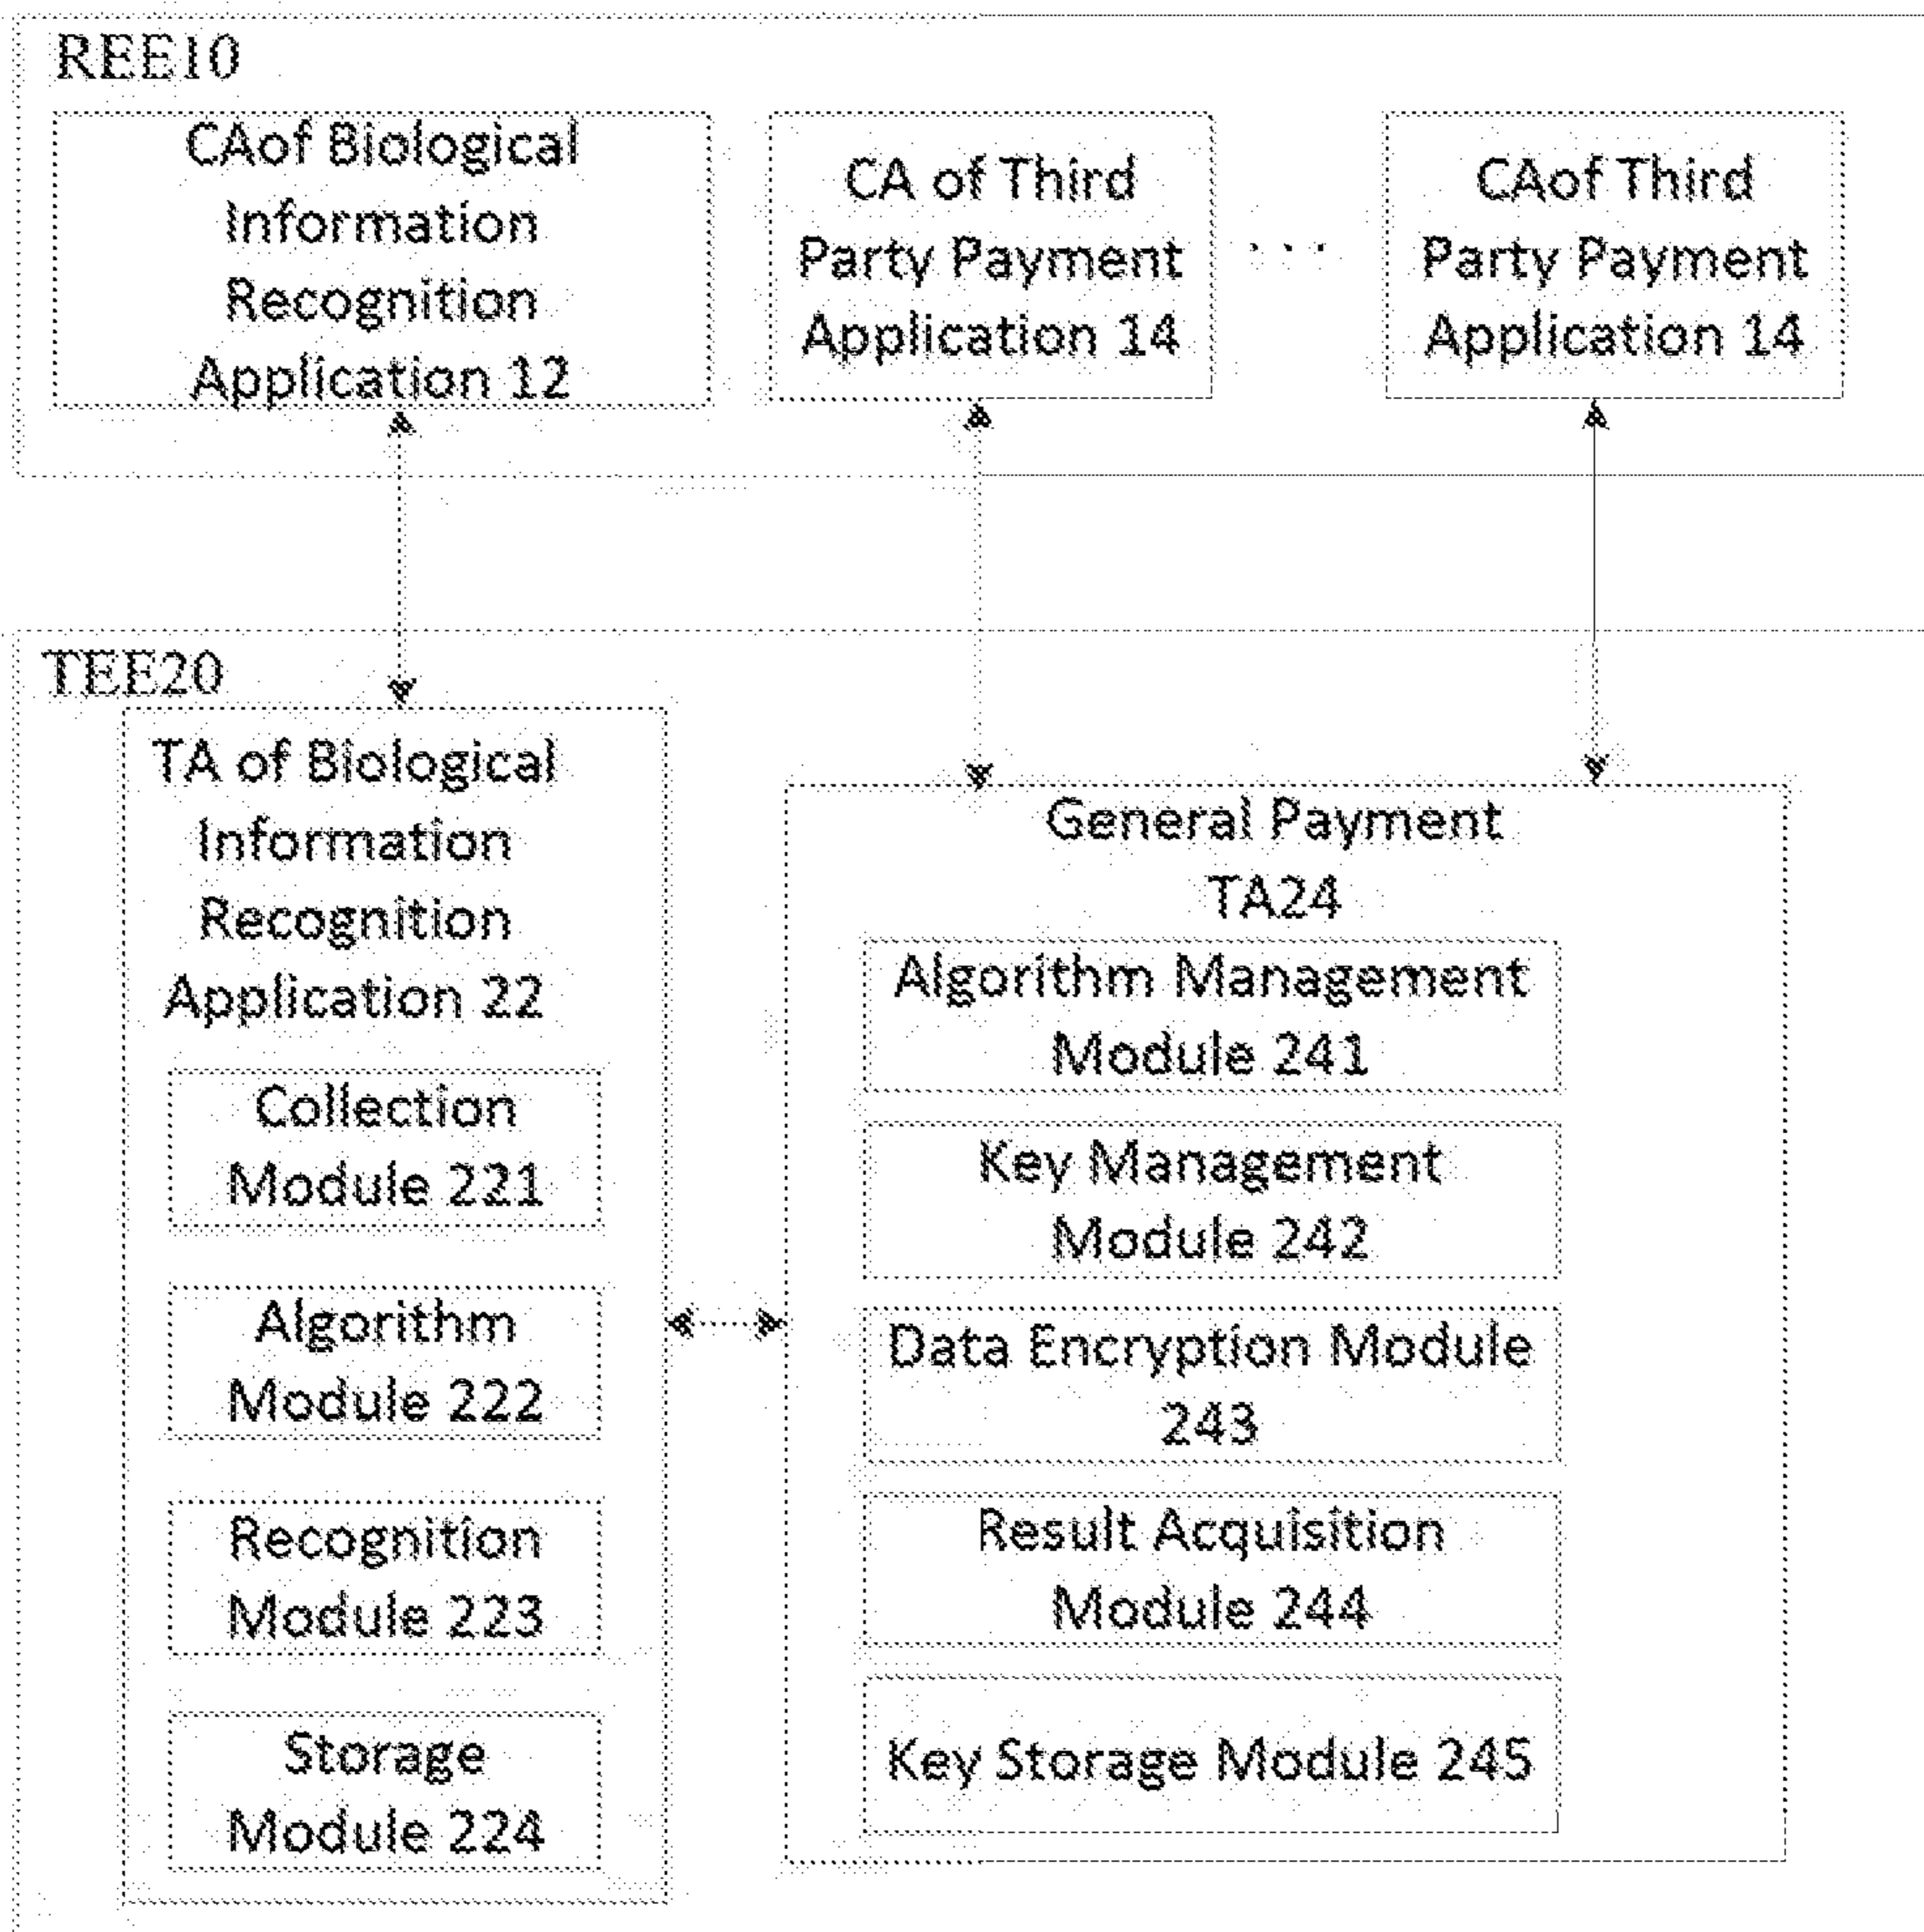 REE10
CAof Biological
Information
Recognition
Application 12
CA of Third
Party Payment
Application 14
...
CAof Third
Party Payment
Application 14
TEE20
TA of Biological
Information
Recognition
Application 22
Collection
Module 221
Algorithm
Module 222
Recognition
Module 223
Storage
Module 224
General Payment
TA24
Algorithm Management
Module 241
Key Management
Module 242
Data Encryption Module
243
Result Acquisition
Module 244
Key Storage Module 245